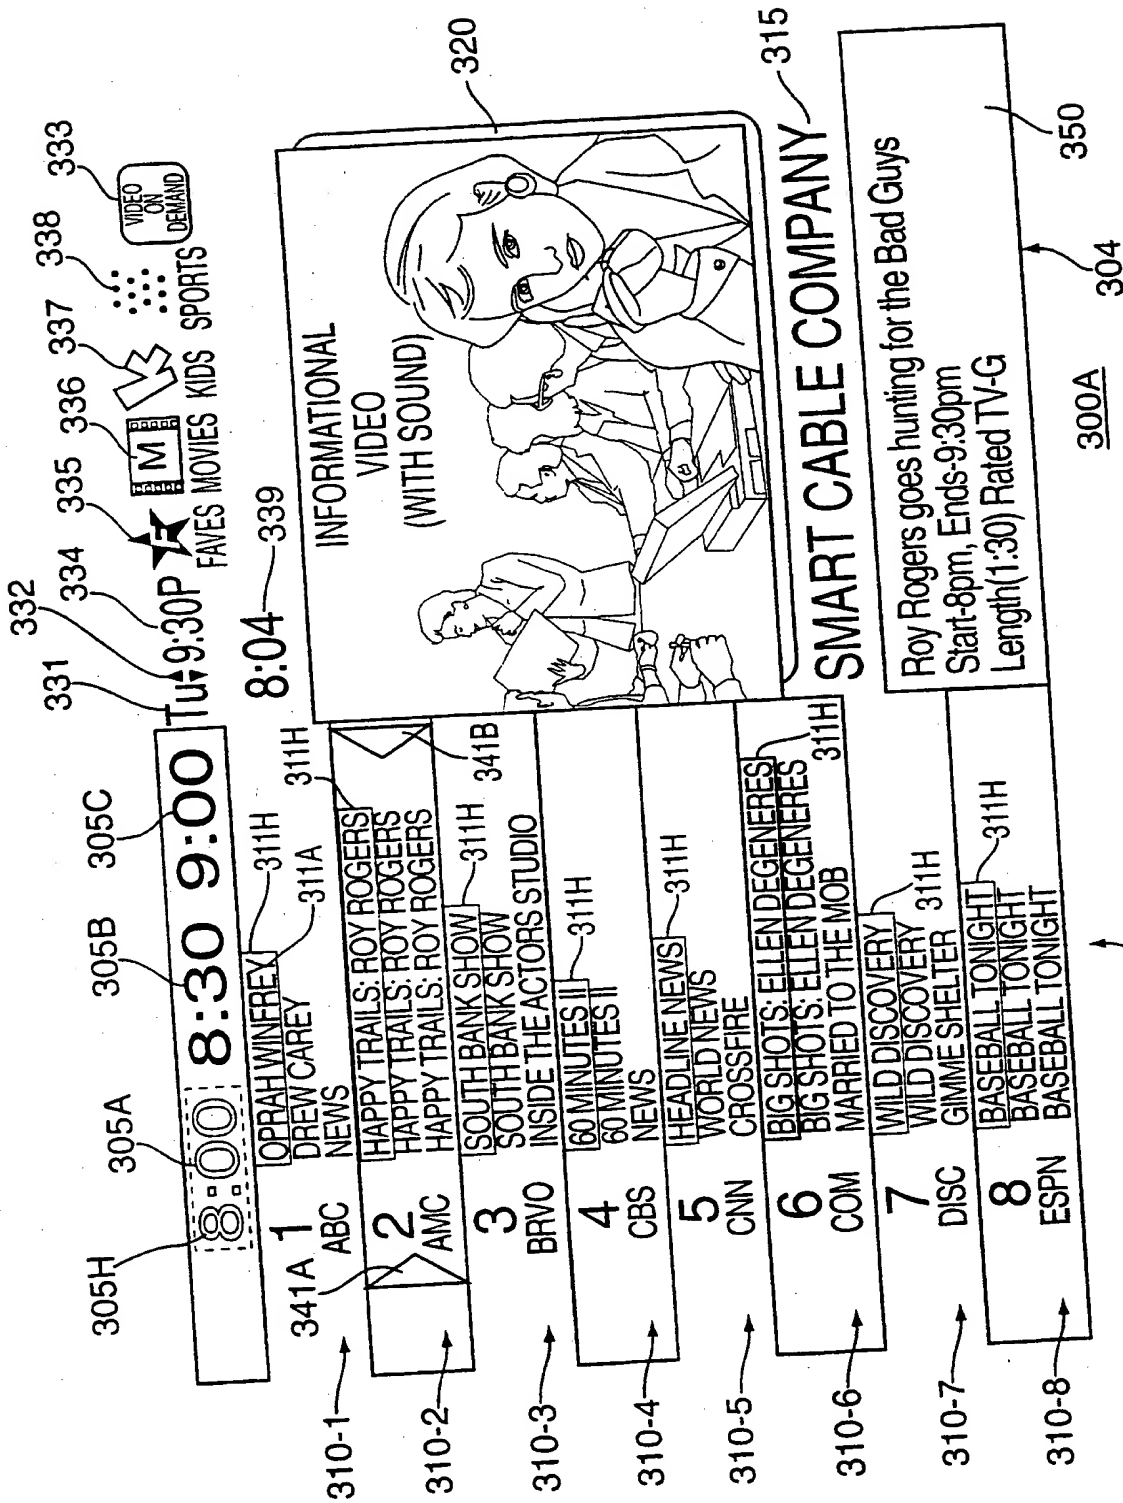 331
332
334
335
336
337
338
333
305H
305A
305B
305C
8:00 8:30 9:00
Tu 9:30P
F
M
VIDEO
ON
DEMAND
FAVES MOVIES KIDS SPORTS
8:04
339
341A
1
ABC
OPRAH WINFREY
DREW CAREY
NEWS
311H
311A
2
AMC
HAPPY TRAILS: ROY ROGERS
HAPPY TRAILS: ROY ROGERS
HAPPY TRAILS: ROY ROGERS
311H
341B
3
BRVO
SOUTH BANK SHOW
SOUTH BANK SHOW
INSIDE THE ACTORS STUDIO
311H
4
CBS
60 MINUTES II
60 MINUTES II
NEWS
311H
5
CNN
HEADLINE NEWS
WORLD NEWS
CROSSFIRE
311H
6
COM
BIG SHOTS: ELLEN DEGENERES
BIG SHOTS: ELLEN DEGENERES
MARRIED TO THE MOB
311H
7
DISC
WILD DISCOVERY
WILD DISCOVERY
GIMME SHELTER
311H
8
ESPN
BASEBALL TONIGHT
BASEBALL TONIGHT
BASEBALL TONIGHT
311H
310-1
310-2
310-3
310-4
310-5
310-6
310-7
310-8
INFORMATIONAL
VIDEO
(WITH SOUND)
320
SMART CABLE COMPANY
315
Roy Rogers goes hunting for the Bad Guys
Start-8pm, Ends-9:30pm
Length(1:30) Rated TV-G
350
304
300A